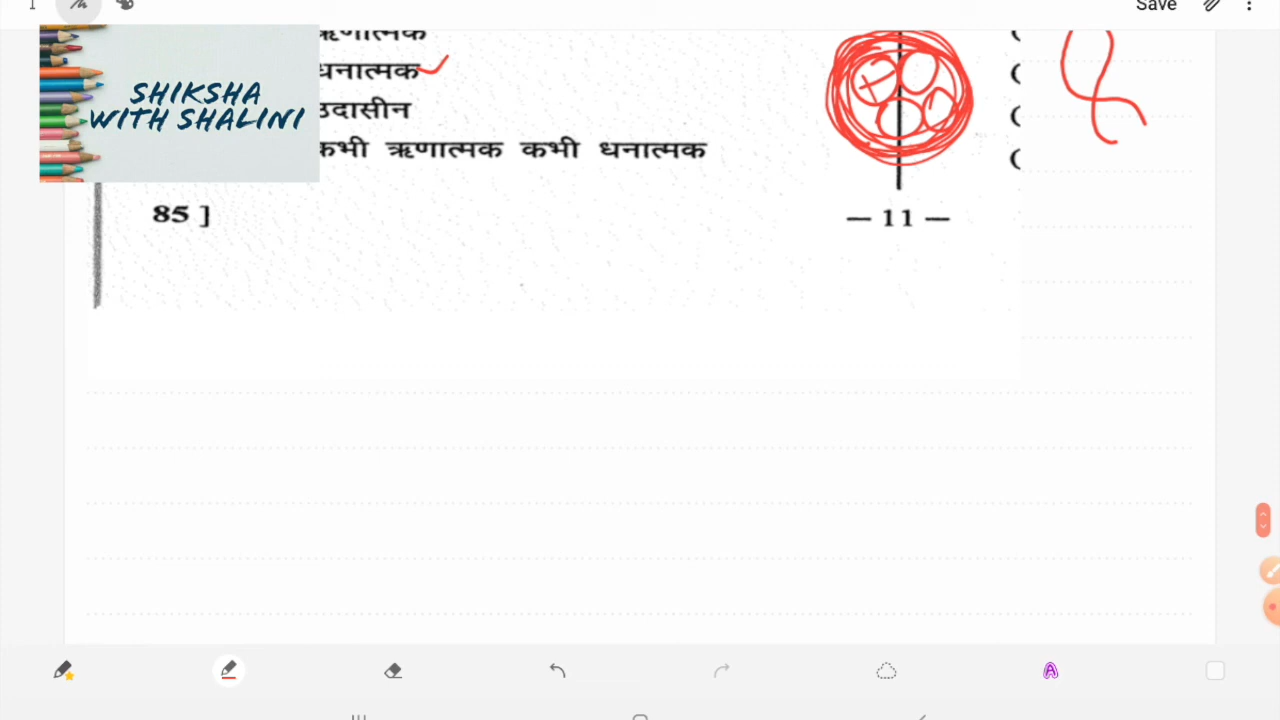 Save
SHIKSHA
WITH SHALINI
ऋणात्मक
धनात्मक
उदासीन
कभी ऋणात्मक कभी धनात्मक
85 ]
— 11 —